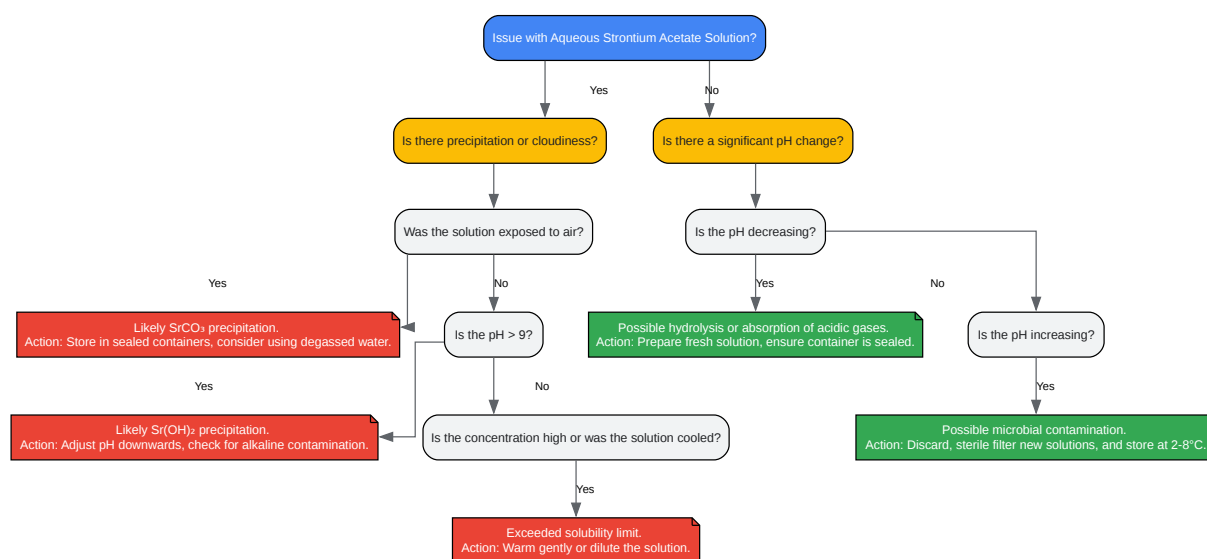 Issue with Aqueous Strontium Acetate Solution?
Yes
No
Is there precipitation or cloudiness?
Is there a significant pH change?
Was the solution exposed to air?
Is the pH decreasing?
Yes
No
Yes
No
Likely SrCO₃ precipitation.
Action: Store in sealed containers, consider using degassed water.
Is the pH > 9?
Possible hydrolysis or absorption of acidic gases.
Action: Prepare fresh solution, ensure container is sealed.
Is the pH increasing?
Yes
No
Yes
Likely Sr(OH)₂ precipitation.
Action: Adjust pH downwards, check for alkaline contamination.
Is the concentration high or was the solution cooled?
Possible microbial contamination.
Action: Discard, sterile filter new solutions, and store at 2-8°C.
Yes
Exceeded solubility limit.
Action: Warm gently or dilute the solution.